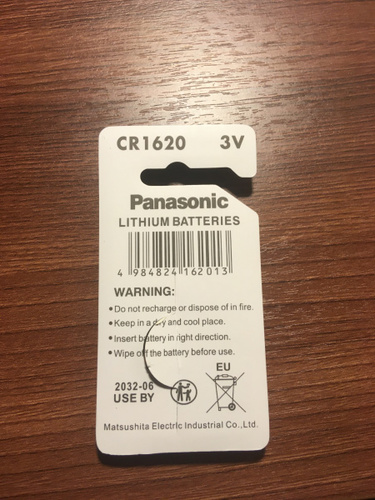 CR1620 3V
Panasonic
LITHIUM BATTERIES
4 984824 162013
WARNING:
•Do not recharge or dispose of in fire.
•Keep in a dry and cool place.
•Insert battery in right direction.
•Wipe off the battery before use.
EU
2032-06
USE BY
Matsushita Electric Industrial Co.,Ltd.